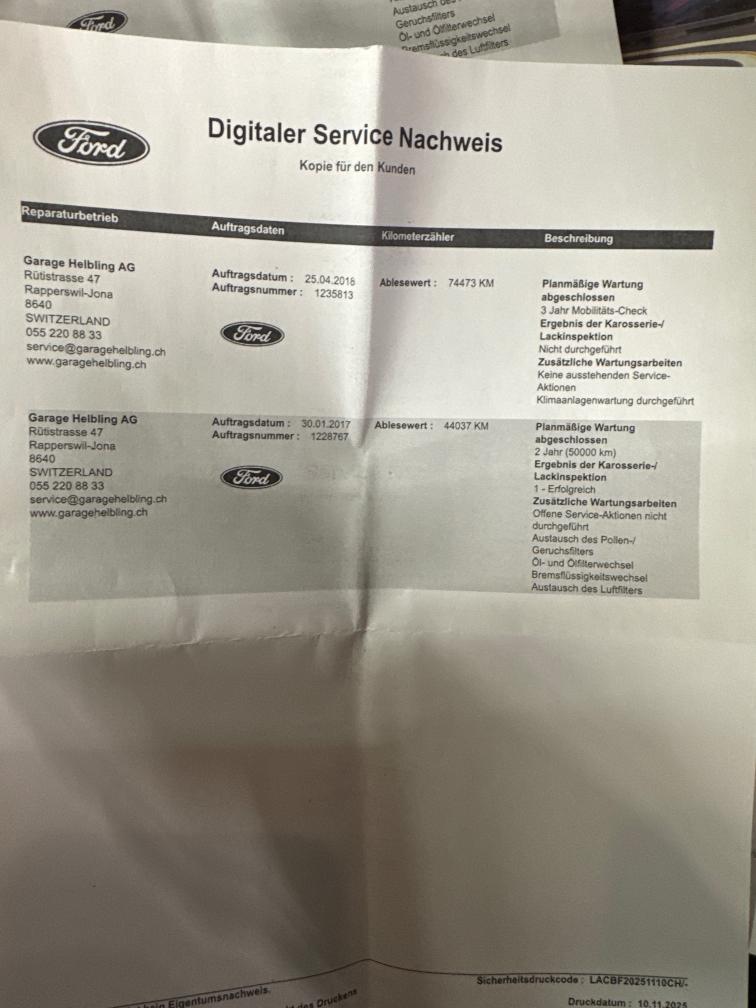 Ford
Austausch des
Geruchsfilters
Öl- und Ölfilterwechsel
Bremsflüssigkeitswechsel
des Luftfilters
Ford
Digitaler Service Nachweis
Kopie für den Kunden
Reparaturbetrieb Auftragsdaten Kilometerzähler Beschreibung
Garage Helbling AG
Rütistrasse 47
Rapperswil-Jona
8640
SWITZERLAND
055 220 88 33
service@garagehelbling.ch
www.garagehelbling.ch
Auftragsdatum : 25.04.2018
Auftragsnummer : 1235813
Ford
Ablesewert : 74473 KM
Planmäßige Wartung
abgeschlossen
3 Jahr Mobilitäts-Check
Ergebnis der Karosserie-/
Lackinspektion
Nicht durchgeführt
Zusätzliche Wartungsarbeiten
Keine ausstehenden Service-
Aktionen
Klimaanlagenwartung durchgeführt
Garage Helbling AG
Rütistrasse 47
Rapperswil-Jona
8640
SWITZERLAND
055 220 88 33
service@garagehelbling.ch
www.garagehelbling.ch
Auftragsdatum : 30.01.2017
Auftragsnummer : 1228767
Ford
Ablesewert : 44037 KM
Planmäßige Wartung
abgeschlossen
2 Jahr (50000 km)
Ergebnis der Karosserie-/
Lackinspektion
1 - Erfolgreich
Zusätzliche Wartungsarbeiten
Offene Service-Aktionen nicht
durchgeführt
Austausch des Pollen-/
Geruchsfilters
Öl- und Ölfilterwechsel
Bremsflüssigkeitswechsel
Austausch des Luftfilters
kein Eigentumsnachweis.
des Druckens
Sicherheitsdruckcode : LACBF20251110CH/-
Druckdatum : 10.11.2025